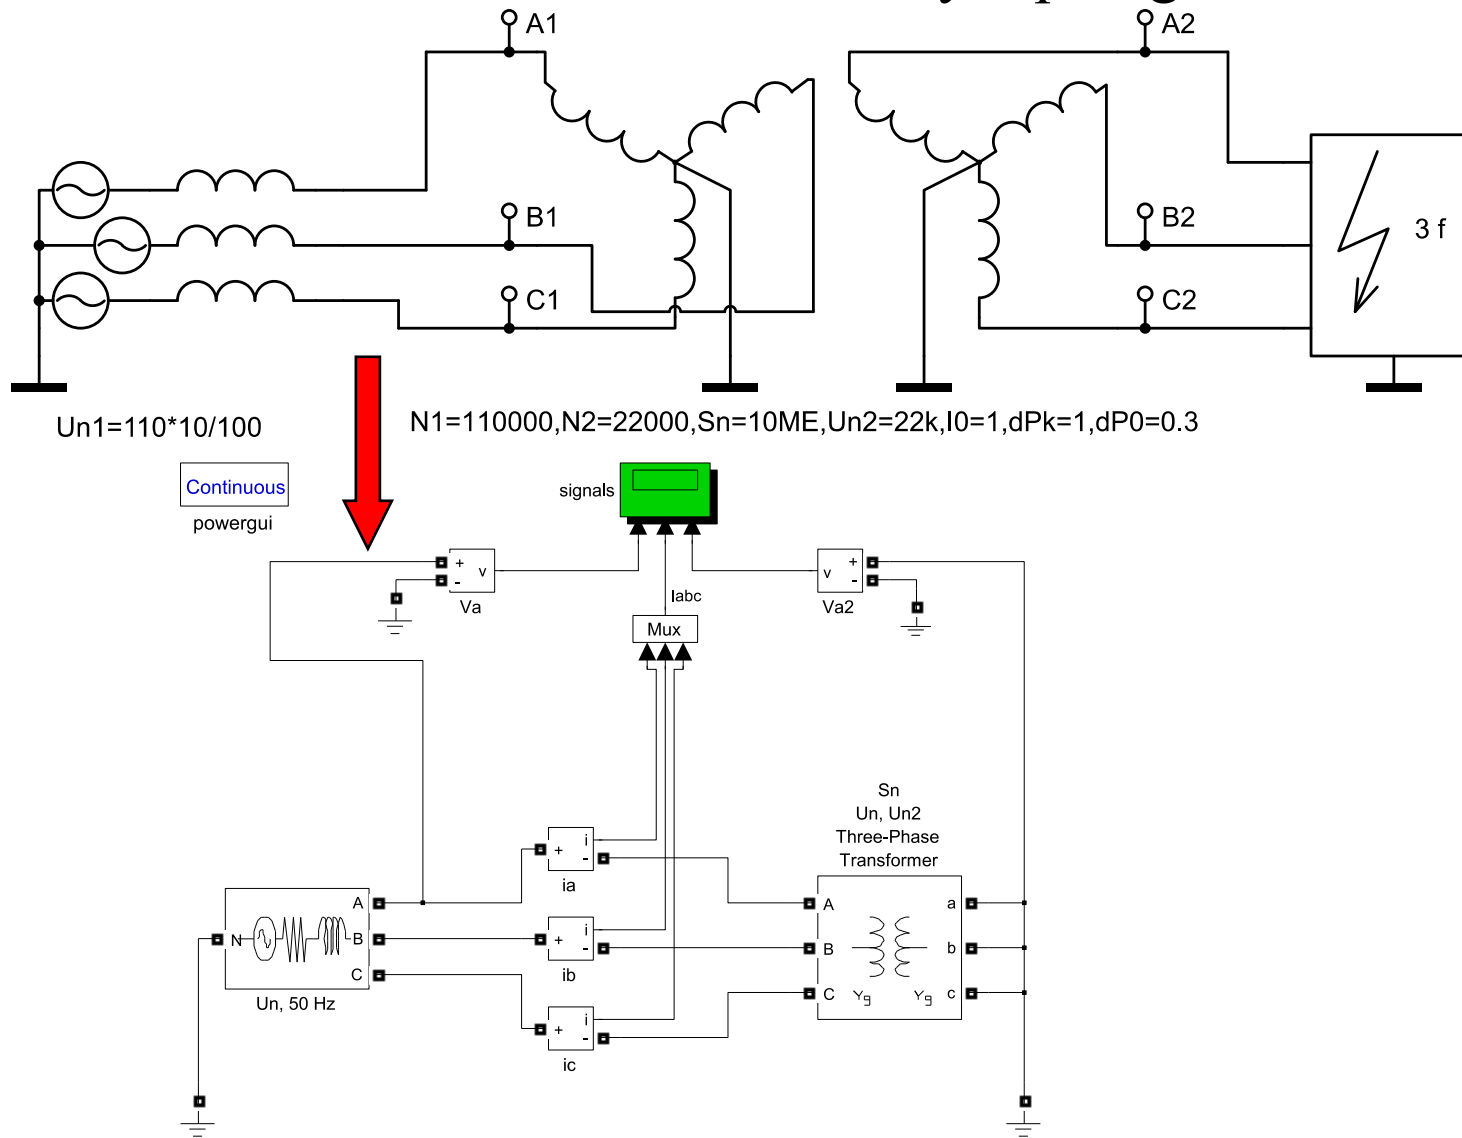 A1
A2
B1
B2
3 f
C1
C2
Un1=110*10/100
N1=110000,N2=22000,Sn=10ME,Un2=22k,I0=1,dPk=1,dP0=0.3
Continuous
powergui
signals
+
-
v
Va
v
+
-
Va2
Iabc
Mux
Sn
Un, Un2
Three-Phase
Transformer
+
i
-
ia
A
N
B
C
Un, 50 Hz
+
i
-
ib
+
i
-
ic
A
a
B
b
C
Yg
Yg
c